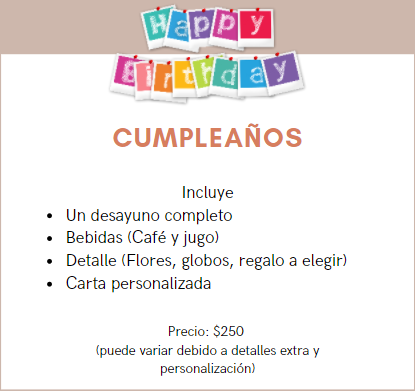 Happy
Birthday
CUMPLEAÑOS
Incluye
• Un desayuno completo
• Bebidas (Café y jugo)
• Detalle (Flores, globos, regalo a elegir)
• Carta personalizada
Precio: $250
(puede variar debido a detalles extra y
personalización)